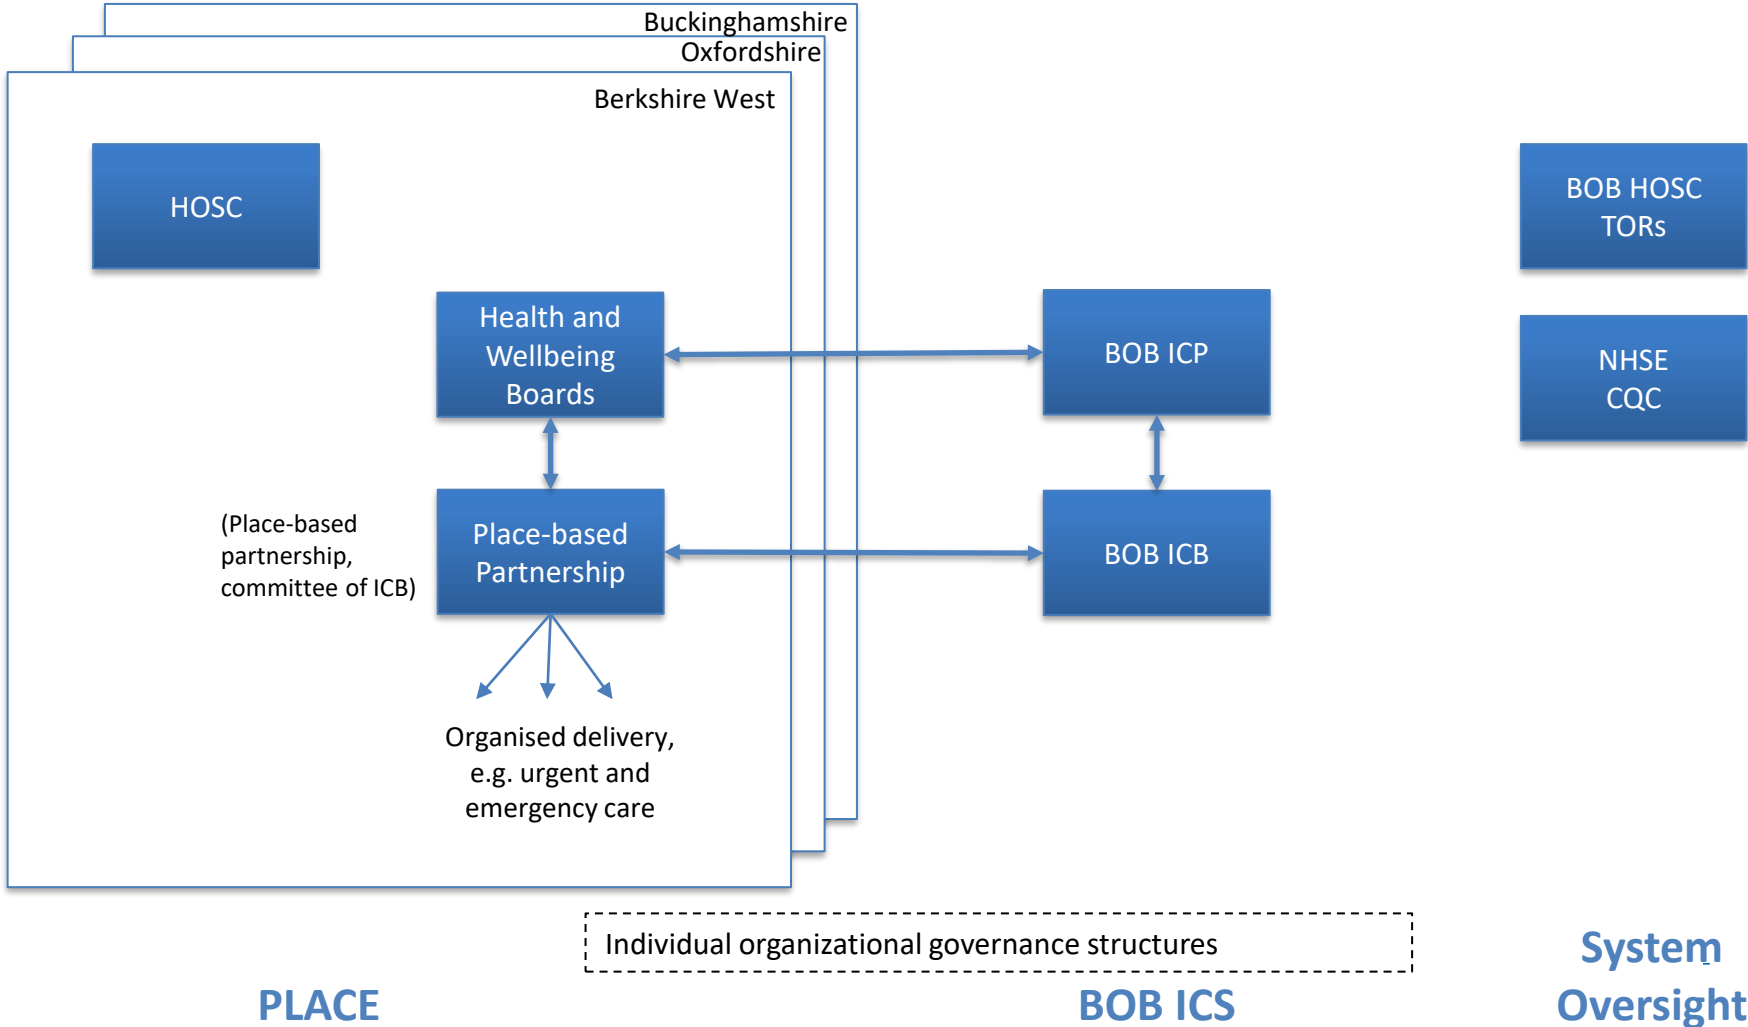 Buckinghamshire
Oxfordshire
Berkshire West
HOSC
Health and
Wellbeing
Boards
(Place-based
partnership,
committee of ICB)
Place-based
Partnership
Organised delivery,
e.g. urgent and
emergency care
BOB ICP
BOB ICB
BOB HOSC
TORs
NHSE
CQC
Individual organizational governance structures
PLACE
BOB ICS
System
Oversight